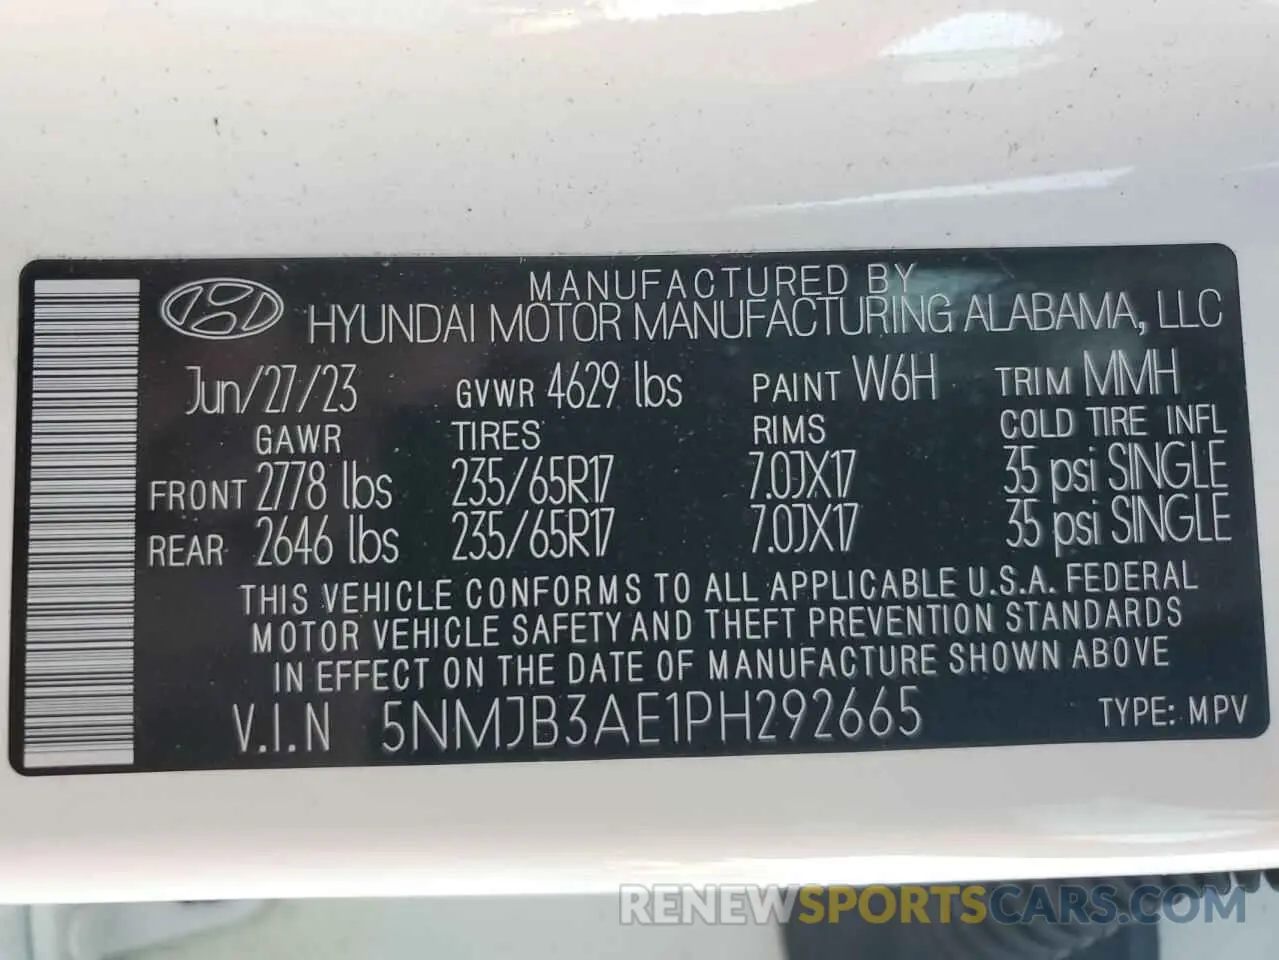 MANUFACTURED BY
HYUNDAI MOTOR MANUFACTURING ALABAMA, LLC
Jun/27/23 GVWR 4629 lbs PAINT W6H TRIM MMH
GAWR TIRES RIMS COLD TIRE INFL
FRONT 2778 lbs 235/65R17 7.0JX17 35 psi SINGLE
REAR 2646 lbs 235/65R17 7.0JX17 35 psi SINGLE
THIS VEHICLE CONFORMS TO ALL APPLICABLE U.S.A. FEDERAL
MOTOR VEHICLE SAFETY AND THEFT PREVENTION STANDARDS
IN EFFECT ON THE DATE OF MANUFACTURE SHOWN ABOVE
V.I.N 5NMJB3AE1PH292665 TYPE: MPV
RENEWSPORTSCARS.COM